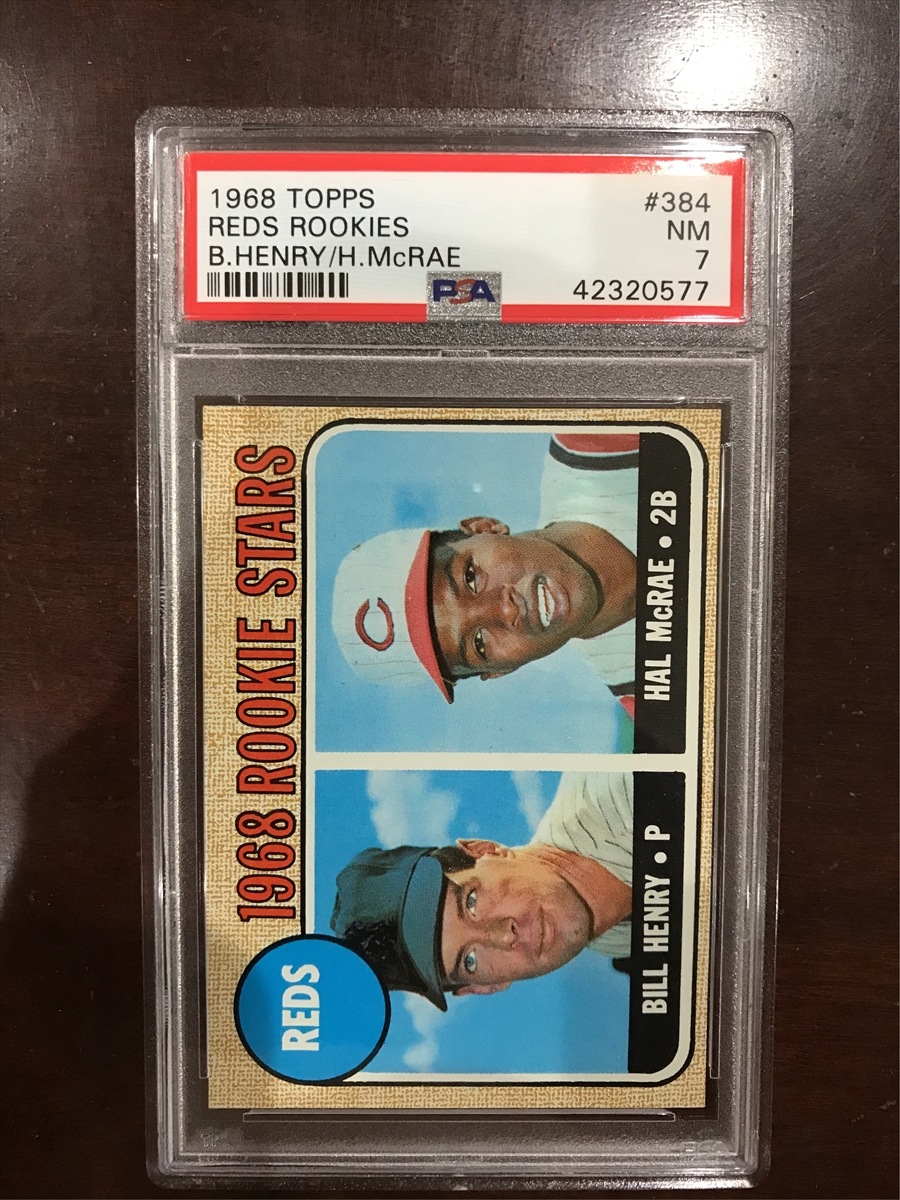 1968 TOPPS #384
REDS ROOKIES NM
B.HENRY/H.McRAE 7
PSA 42320577
1968 ROOKIE STARS
REDS
C
BILL HENRY • P
HAL McRAE • 2B